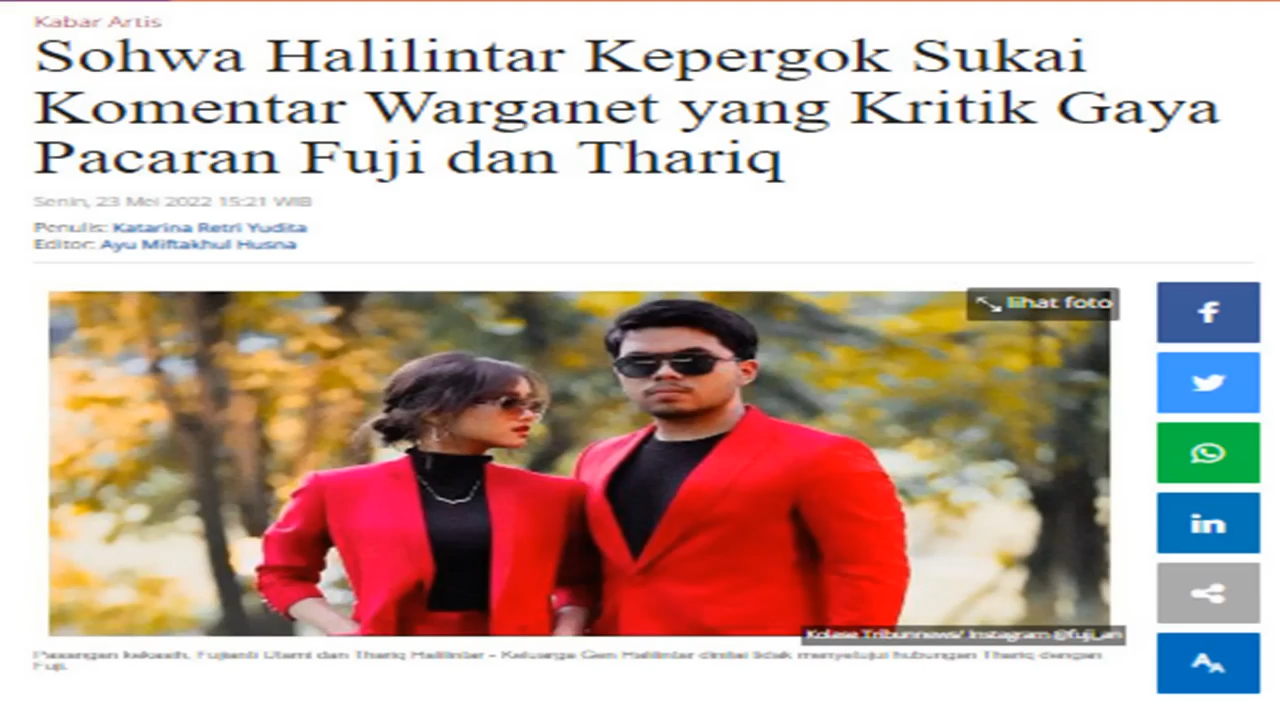 Kabar Artis
Sohwa Halilintar Kepergok Sukai
Komentar Warganet yang Kritik Gaya
Pacaran Fuji dan Thariq
Senin, 23 Mei 2022 15:21 WIB
Penulis: Katarina Retri Yudita
Editor: Ayu Miftakhul Husna
lihat foto
f
in
Kolase Tribunnews/ Instagram @fuji_an
Pasangan kekasih, Fujianti Utami dan Thariq Halilintar - Keluarga Gen Halilintar dinilai tidak menyetujui hubungan Thariq dengan
Fuji.
AA